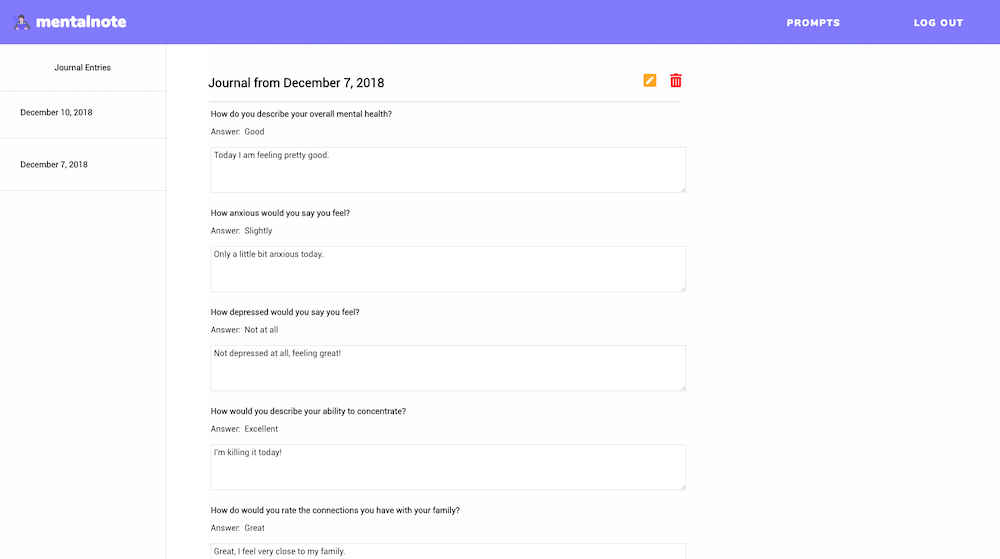 mentalnote
PROMPTS
LOG OUT
Journal Entries
December 10, 2018
December 7, 2018
Journal from December 7, 2018
How do you describe your overall mental health?
Answer: Good
Today I am feeling pretty good.
How anxious would you say you feel?
Answer: Slightly
Only a little bit anxious today.
How depressed would you say you feel?
Answer: Not at all
Not depressed at all, feeling great!
How would you describe your ability to concentrate?
Answer: Excellent
I'm killing it today!
How do would you rate the connections you have with your family?
Answer: Great
Great, I feel very close to my family.